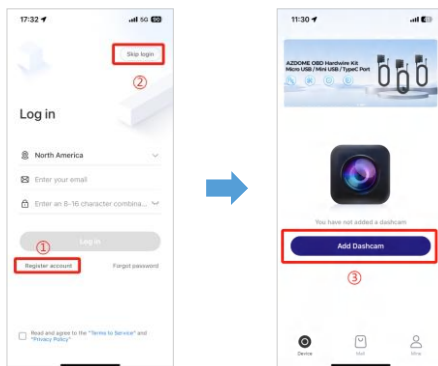 17:32
5G
Skip login
②
Log in
North America
Enter your email
Enter an 8-16 character combina...
Log in
①
Register account
Forgot password
Read and agree to the "Terms to Service" and
"Privacy Policy"
11:30
AZDOME OBD Hardwire Kit
Micro USB / Mini USB / TypeC Port
You have not added a dashcam
Add Dashcam
③
Device
Mall
Mine